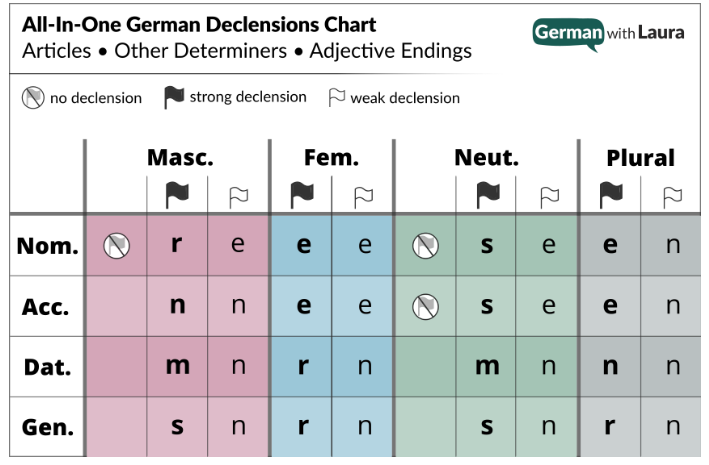 All-In-One German Declensions Chart
Articles • Other Determiners • Adjective Endings
German with Laura
no declension strong declension weak declension
Masc. Fem. Neut. Plural
Nom. r e e e s e e n
Acc. n n e e s e e n
Dat. m n r n m n n n
Gen. s n r n s n r n